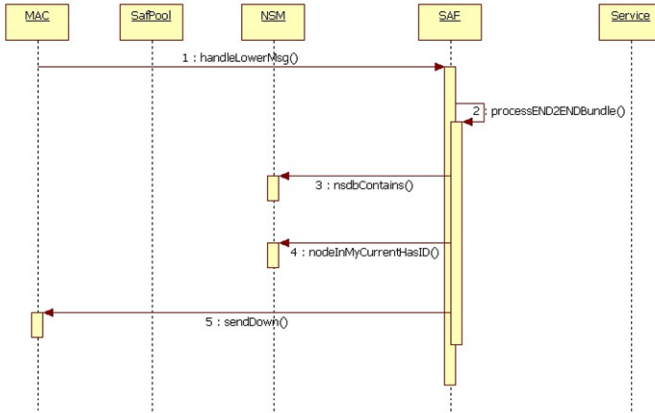 MAC
SafPool
NSM
SAF
Service
1 : handleLowerMsg()
2 : processEND2ENDBundle()
3 : nsdbContains()
4 : nodeInMyCurrentHasID()
5 : sendDown()